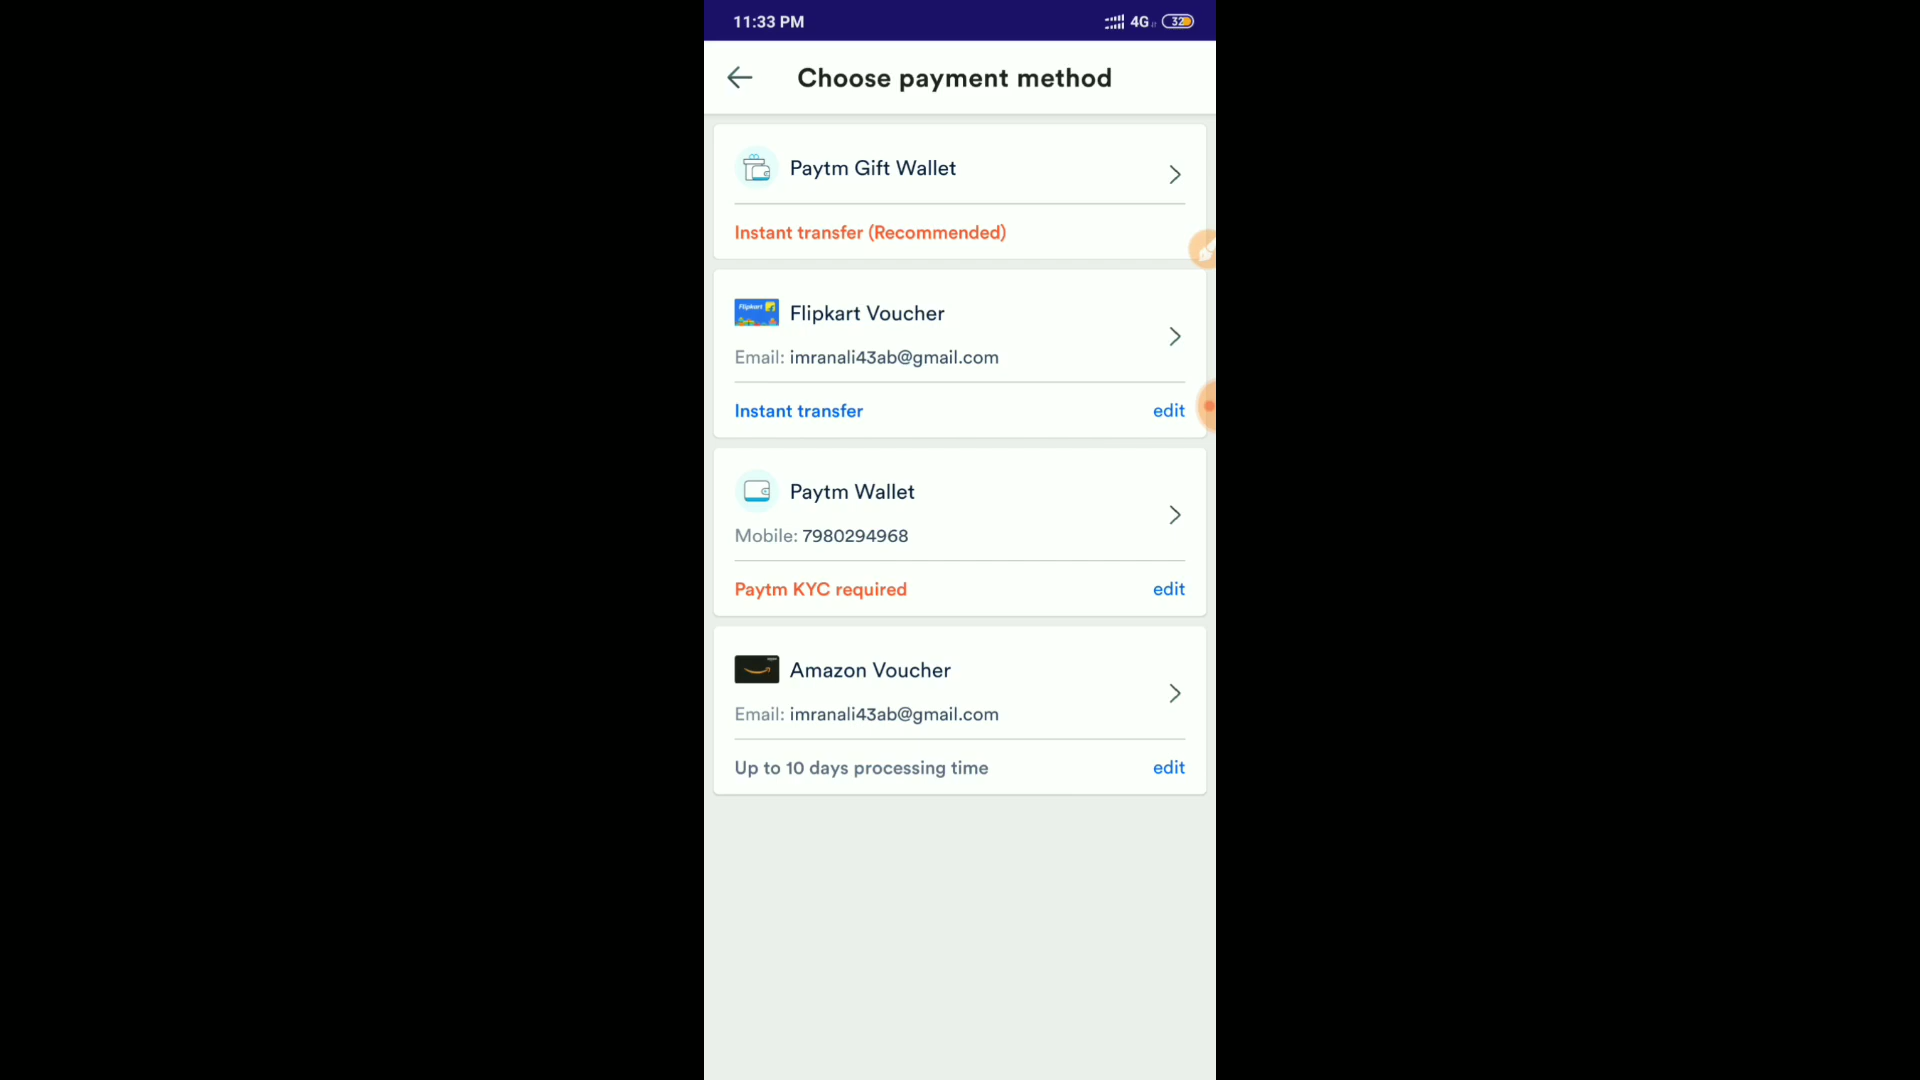 11:33 PM
4G 32
Choose payment method
Paytm Gift Wallet
Instant transfer (Recommended)
Flipkart
Flipkart Voucher
Email: imranali43ab@gmail.com
Instant transfer
edit
Paytm Wallet
Mobile: 7980294968
Paytm KYC required
edit
Amazon Voucher
Email: imranali43ab@gmail.com
Up to 10 days processing time
edit